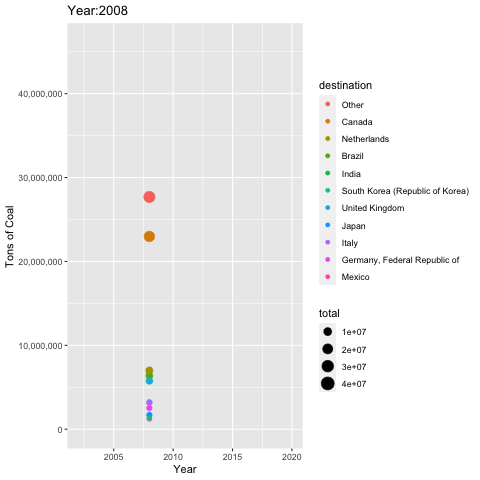 Year:2008
Tons of Coal
40,000,000
30,000,000
20,000,000
10,000,000
0
2005
2010
2015
2020
Year
destination
Other
Canada
Netherlands
Brazil
India
South Korea (Republic of Korea)
United Kingdom
Japan
Italy
Germany, Federal Republic of
Mexico
total
1e+07
2e+07
3e+07
4e+07